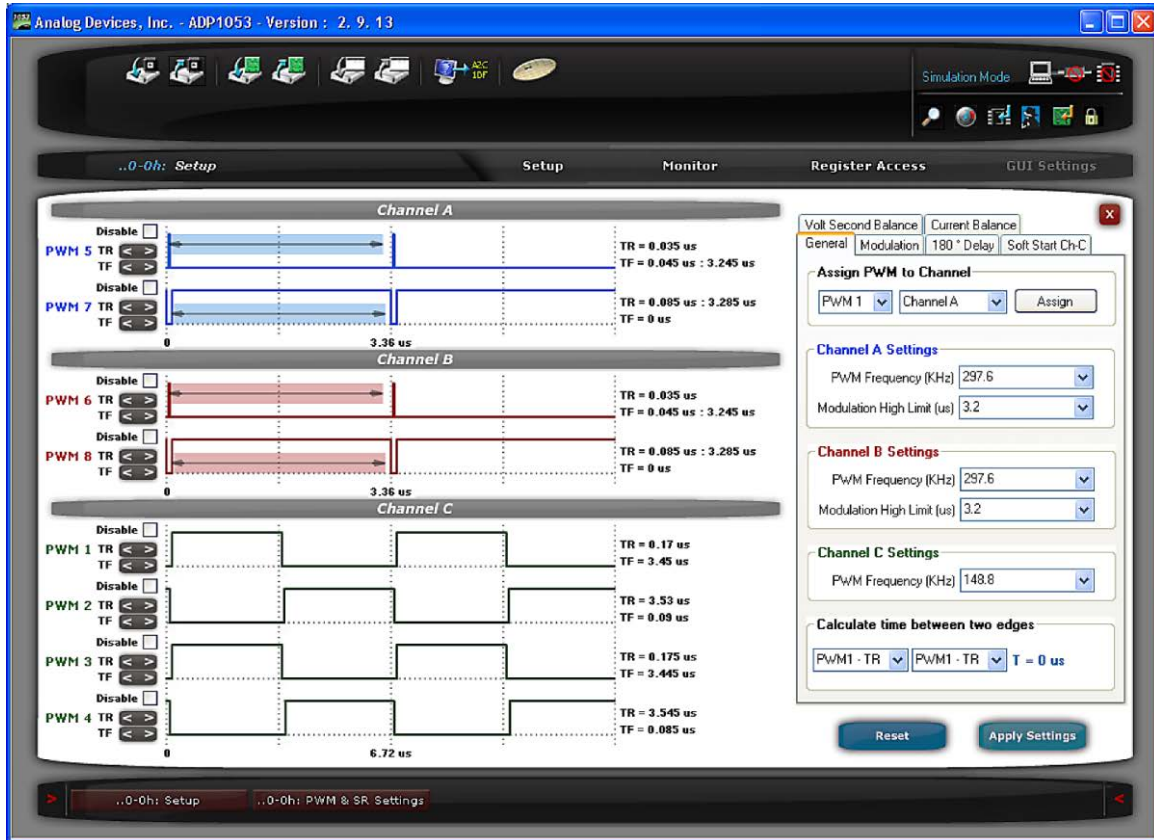 Analog Devices, Inc. - ADP1053 - Version : 2. 9. 13
A2C
1DF
Simulation Mode
..0-0h: Setup
Setup
Monitor
Register Access
GUI Settings
Channel A
Disable
PWM 5 TR < >
TF < >
TR = 0.035 us
TF = 0.045 us : 3.245 us
Disable
PWM 7 TR < >
TF < >
TR = 0.085 us : 3.285 us
TF = 0 us
0
3.36 us
Channel B
Disable
PWM 6 TR < >
TF < >
TR = 0.035 us
TF = 0.045 us : 3.245 us
Disable
PWM 8 TR < >
TF < >
TR = 0.085 us : 3.285 us
TF = 0 us
0
3.36 us
Channel C
Disable
PWM 1 TR < >
TF < >
TR = 0.17 us
TF = 3.45 us
Disable
PWM 2 TR < >
TF < >
TR = 3.53 us
TF = 0.09 us
Disable
PWM 3 TR < >
TF < >
TR = 0.175 us
TF = 3.445 us
Disable
PWM 4 TR < >
TF < >
TR = 3.545 us
TF = 0.085 us
0
6.72 us
Volt Second Balance
Current Balance
General
Modulation
180 ° Delay
Soft Start Ch-C
Assign PWM to Channel
PWM 1
Channel A
Assign
Channel A Settings
PWM Frequency (KHz) 297.6
Modulation High Limit (us) 3.2
Channel B Settings
PWM Frequency (KHz) 297.6
Modulation High Limit (us) 3.2
Channel C Settings
PWM Frequency (KHz) 148.8
Calculate time between two edges
PWM1 - TR
PWM1 - TR
T = 0 us
Reset
Apply Settings
>
..0-0h: Setup
..0-0h: PWM & SR Settings
<